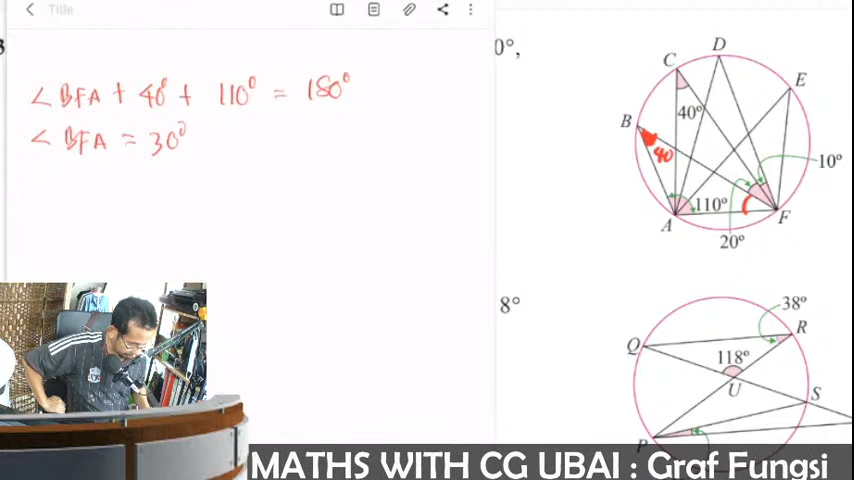 Title
∠BFA + 40° + 110° = 180°
∠BFA = 30°
0°,
C
D
E
B
40°
40
10°
110°
A
F
20°
8°
38°
Q
R
118°
U
S
P
MATHS WITH CG UBAI : Graf Fungsi